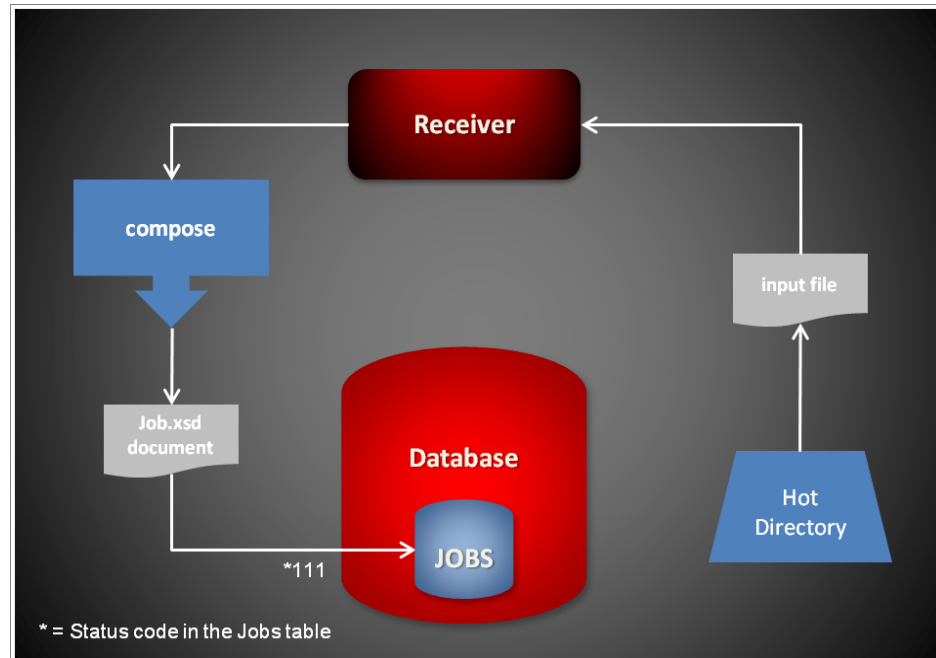 Receiver
compose
input file
Job.xsd
document
Database
Hot
Directory
JOBS
*111
* = Status code in the Jobs table